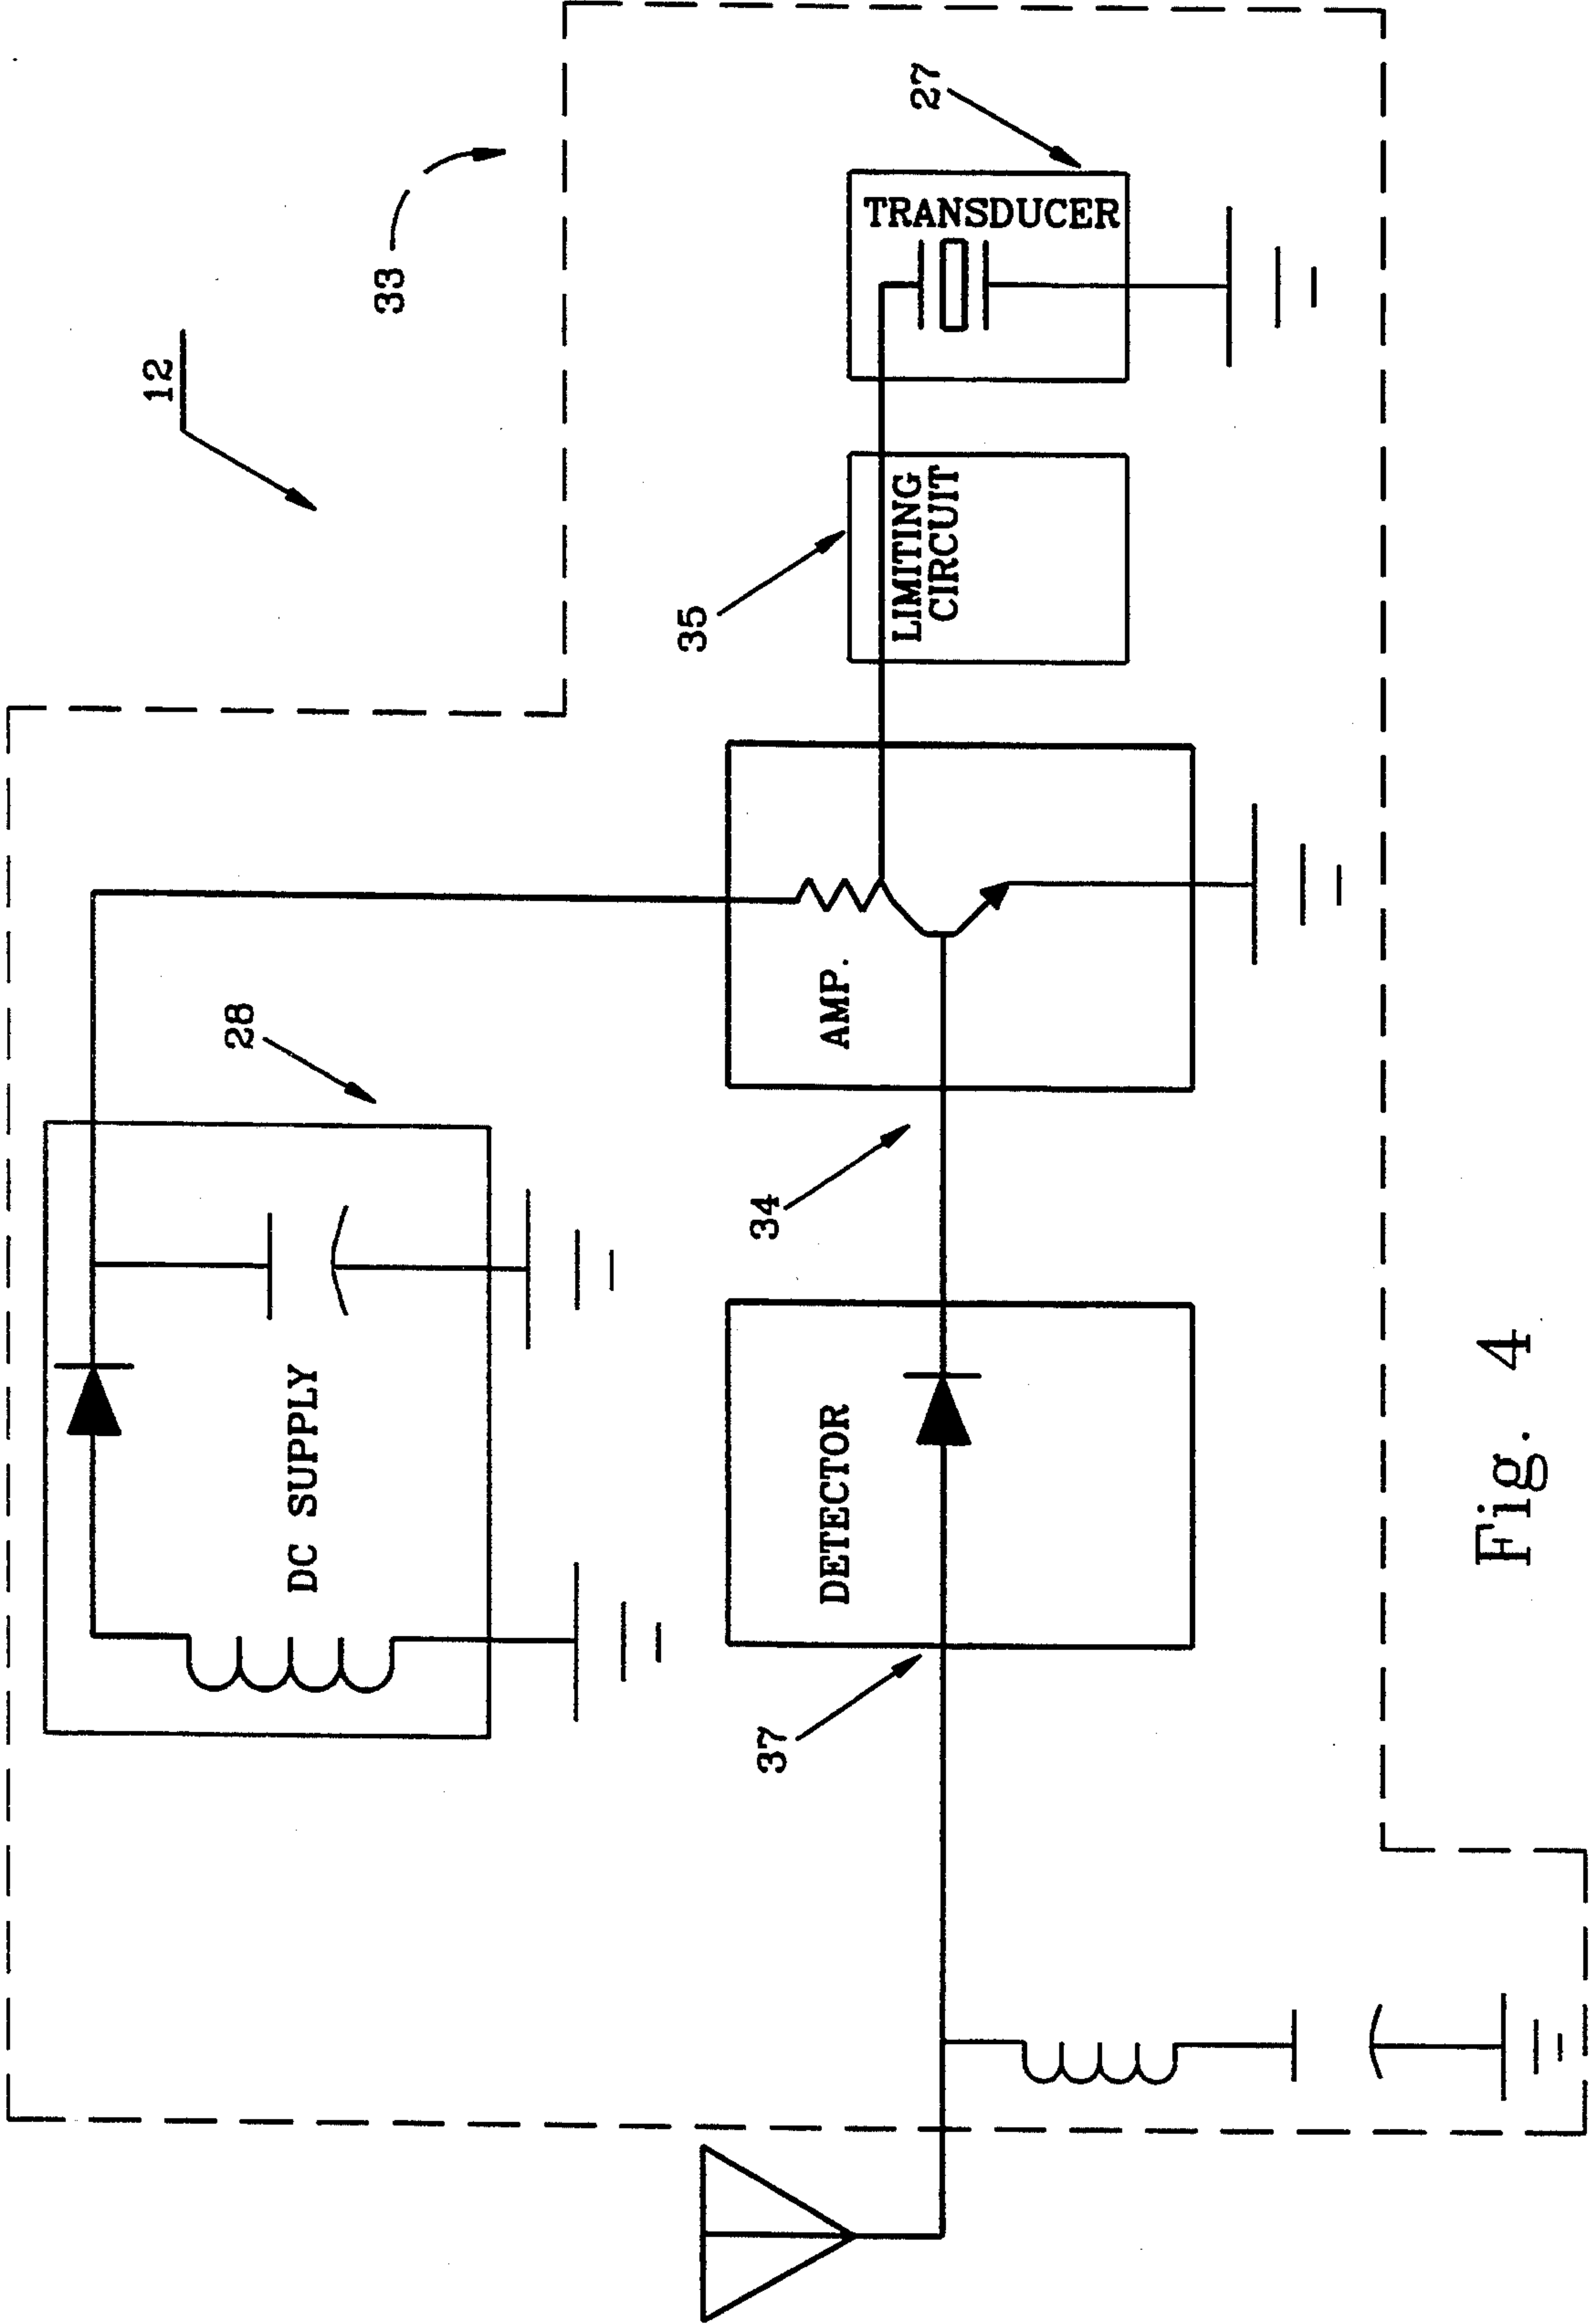 12
33
28
DC SUPPLY
37
DETECTOR
34
AMP.
35
LIMITING
CIRCUIT
27
TRANSDUCER
Fig. 4